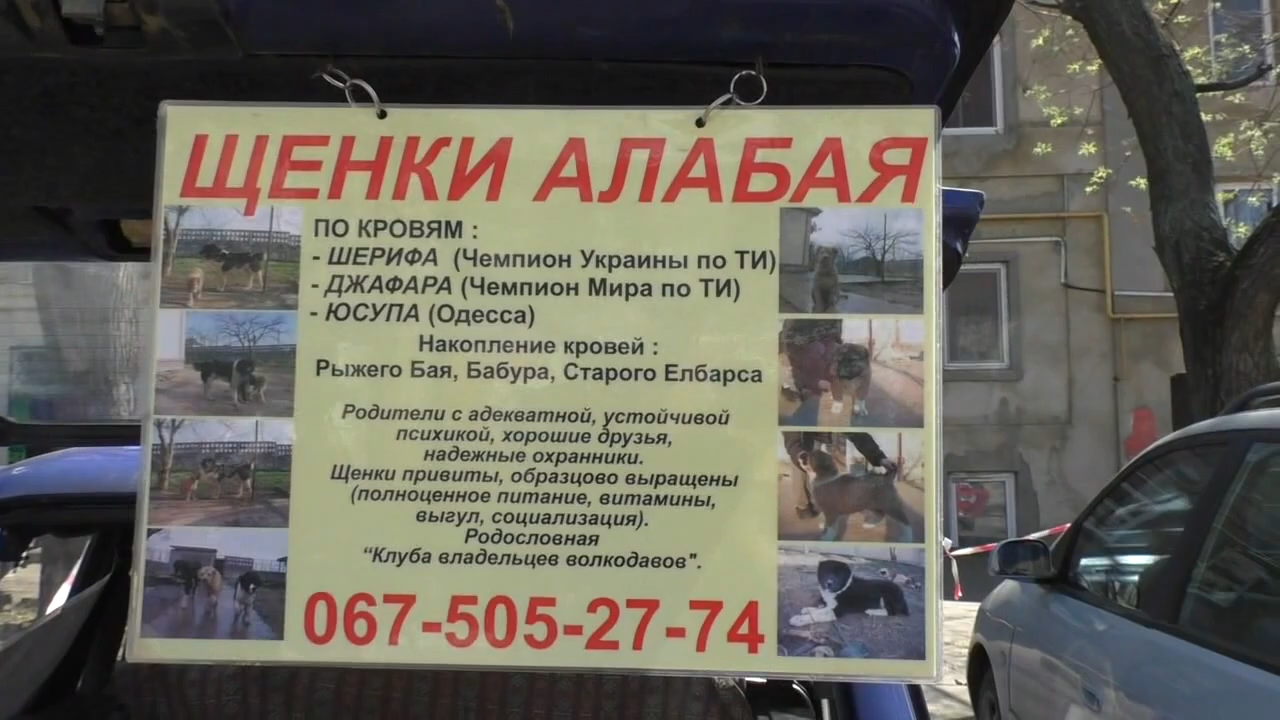 ЩЕНКИ АЛАБАЯ
ПО КРОВЯМ :
- ШЕРИФА (Чемпион Украины по ТИ)
- ДЖАФАРА (Чемпион Мира по ТИ)
- ЮСУПА (Одесса)
Накопление кровей :
Рыжего Бая, Бабура, Старого Елбарса
Родители с адекватной, устойчивой
психикой, хорошие друзья,
надежные охранники.
Щенки привиты, образцово выращены
(полноценное питание, витамины,
выгул, социализация).
Родословная
“Клуба владельцев волкодавов".
067-505-27-74